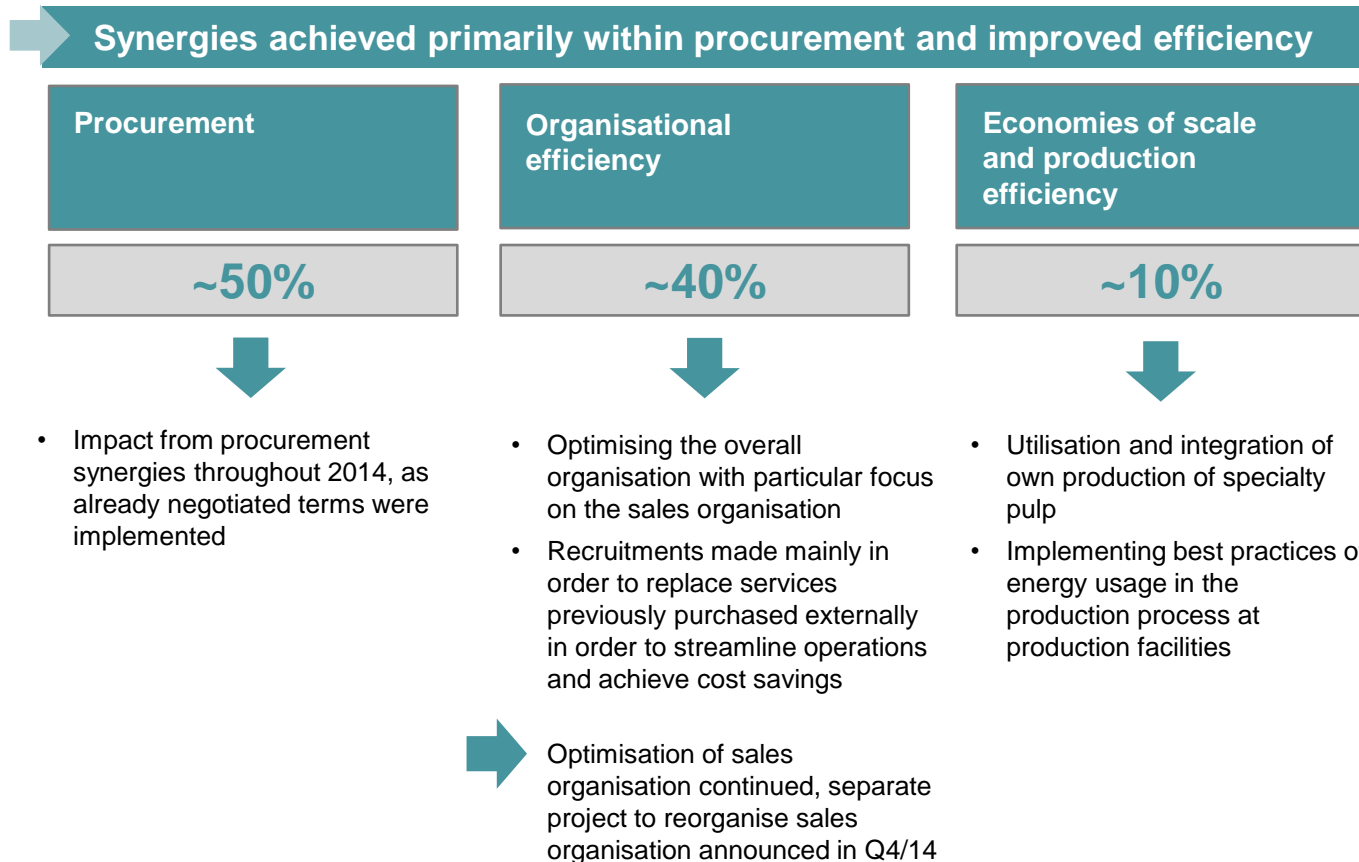 Synergies achieved primarily within procurement and improved efficiency
Procurement
~50%
• Impact from procurement
synergies throughout 2014, as
already negotiated terms were
implemented
Organisational
efficiency
~40%
• Optimising the overall
organisation with particular focus
on the sales organisation
• Recruitments made mainly in
order to replace services
previously purchased externally
in order to streamline operations
and achieve cost savings
Optimisation of sales
organisation continued, separate
project to reorganise sales
organisation announced in Q4/14
Economies of scale
and production
efficiency
~10%
• Utilisation and integration of
own production of specialty
pulp
• Implementing best practices
energy usage in the
production process at
production facilities